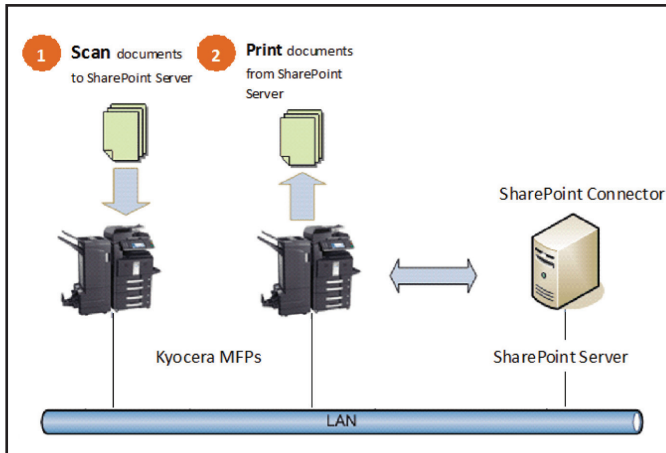 1
Scan documents
to SharePoint Server
2
Print documents
from SharePoint
Server
SharePoint Connector
Kyocera MFPs
SharePoint Server
LAN